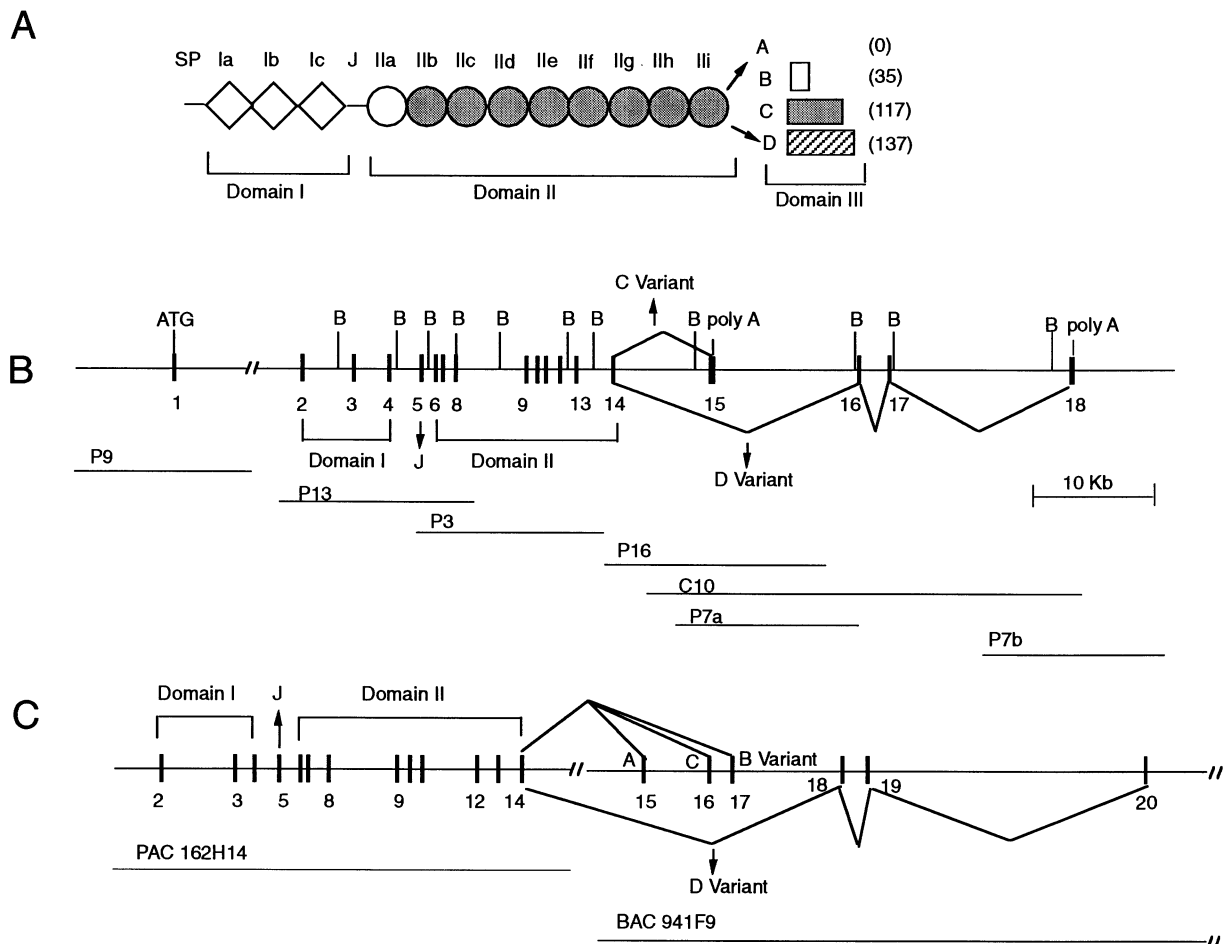 A
SP Ia Ib Ic J IIa IIb IIc IId IIe IIf IIg IIh IIi
A (0)
B (35)
C (117)
D (137)
Domain I Domain II Domain III
B
C Variant
ATG B B B B B B B B poly A B B B poly A
1 2 3 4 5 6 8 9 13 14 15 16 17 18
Domain I J Domain II
D Variant
10 Kb
P9
P13
P3
P16
C10
P7a
P7b
C
Domain I J Domain II
A C B Variant
2 3 5 8 9 12 14 15 16 17 18 19 20
D Variant
PAC 162H14
BAC 941F9